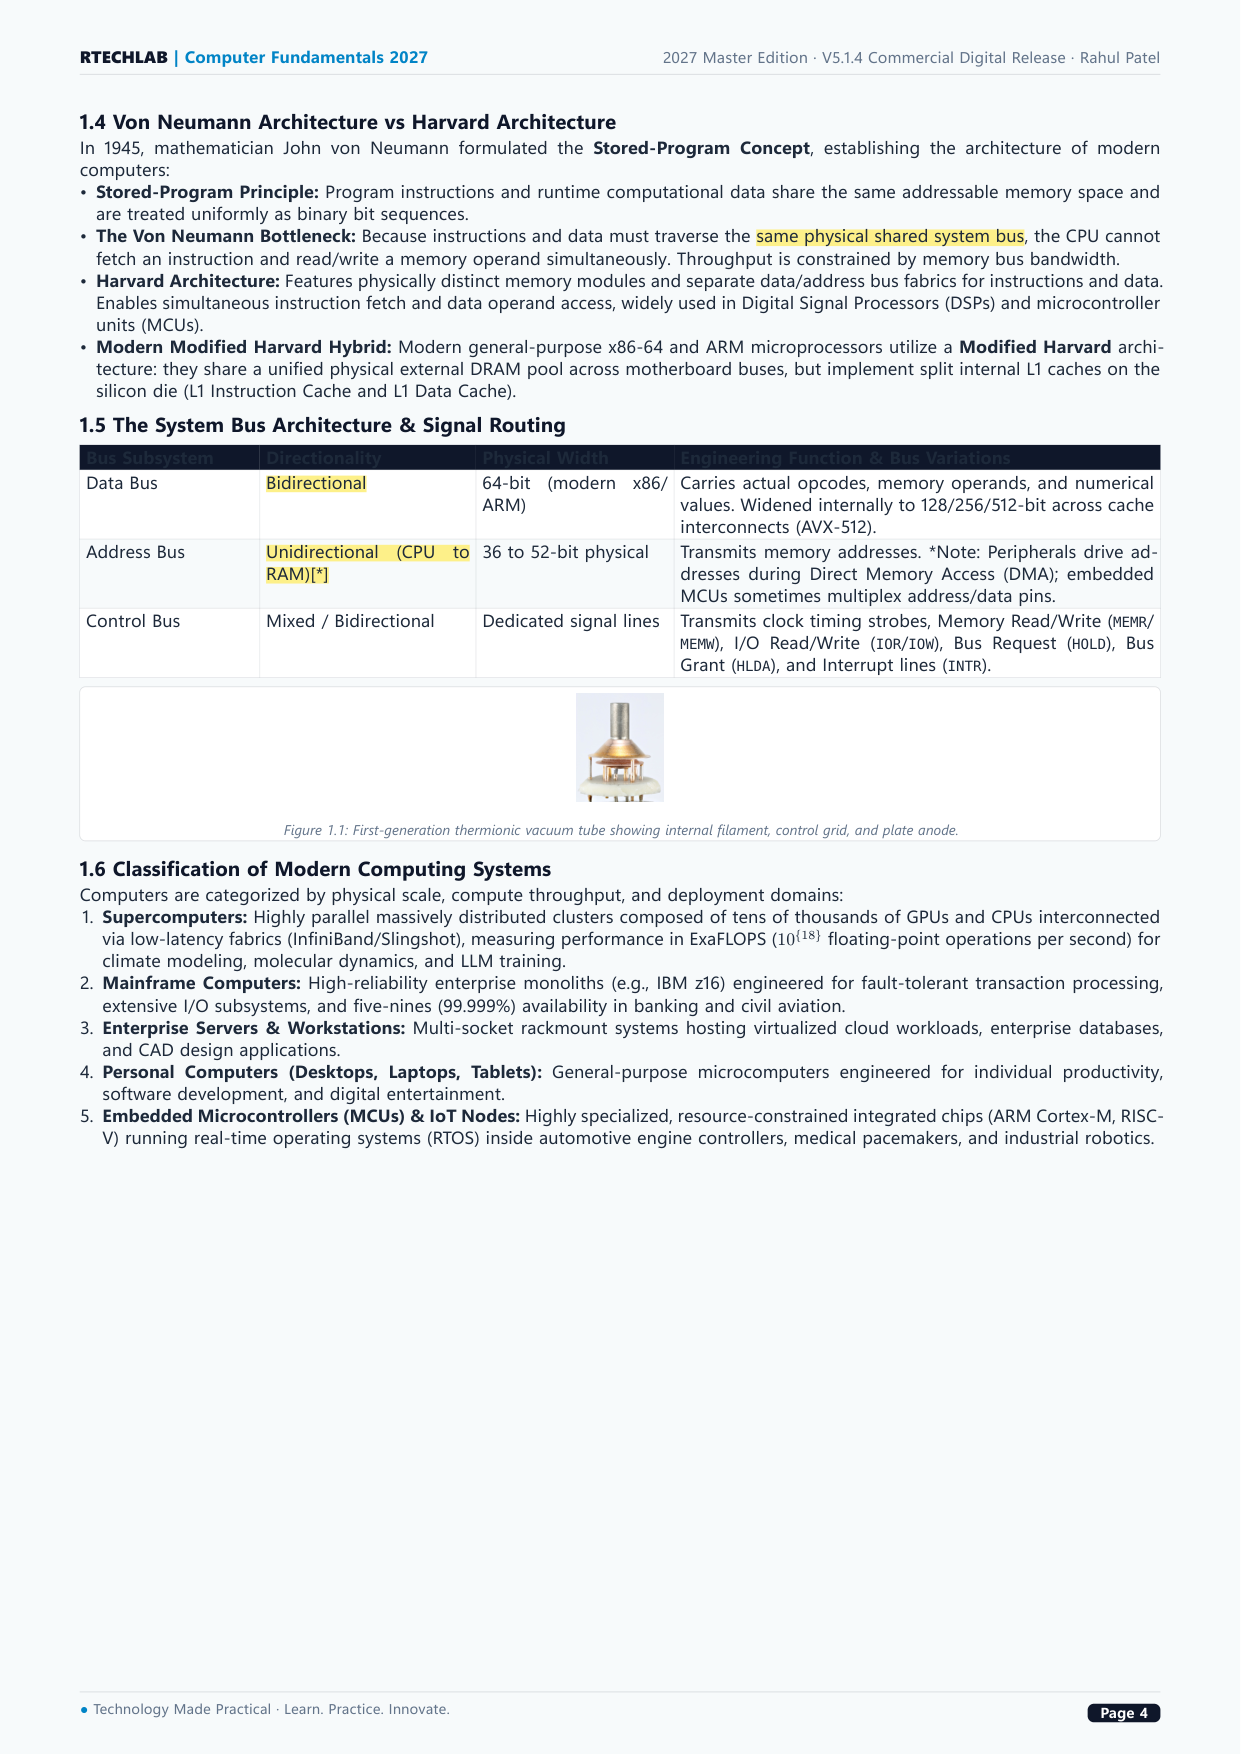 RTECHLAB | Computer Fundamentals 2027
2027 Master Edition · V5.1.4 Commercial Digital Release · Rahul Patel
1.4 Von Neumann Architecture vs Harvard Architecture
In 1945, mathematician John von Neumann formulated the Stored-Program Concept, establishing the architecture of modern
computers:
• Stored-Program Principle: Program instructions and runtime computational data share the same addressable memory space and
are treated uniformly as binary bit sequences.
• The Von Neumann Bottleneck: Because instructions and data must traverse the same physical shared system bus, the CPU cannot
fetch an instruction and read/write a memory operand simultaneously. Throughput is constrained by memory bus bandwidth.
• Harvard Architecture: Features physically distinct memory modules and separate data/address bus fabrics for instructions and data.
Enables simultaneous instruction fetch and data operand access, widely used in Digital Signal Processors (DSPs) and microcontroller
units (MCUs).
• Modern Modified Harvard Hybrid: Modern general-purpose x86-64 and ARM microprocessors utilize a Modified Harvard archi-
tecture: they share a unified physical external DRAM pool across motherboard buses, but implement split internal L1 caches on the
silicon die (L1 Instruction Cache and L1 Data Cache).
1.5 The System Bus Architecture & Signal Routing
Bus Subsystem Directionality Physical Width Engineering Function & Bus Variations
Data Bus
Bidirectional
64-bit (modern x86/
ARM)
Carries actual opcodes, memory operands, and numerical
values. Widened internally to 128/256/512-bit across cache
interconnects (AVX-512).
Address Bus
Unidirectional (CPU to
RAM)[*]
36 to 52-bit physical
Transmits memory addresses. *Note: Peripherals drive ad-
dresses during Direct Memory Access (DMA); embedded
MCUs sometimes multiplex address/data pins.
Control Bus
Mixed / Bidirectional
Dedicated signal lines
Transmits clock timing strobes, Memory Read/Write (MEMR/
MEMW), I/O Read/Write (IOR/IOW), Bus Request (HOLD), Bus
Grant (HLDA), and Interrupt lines (INTR).
Figure 1.1: First-generation thermionic vacuum tube showing internal filament, control grid, and plate anode.
1.6 Classification of Modern Computing Systems
Computers are categorized by physical scale, compute throughput, and deployment domains:
1. Supercomputers: Highly parallel massively distributed clusters composed of tens of thousands of GPUs and CPUs interconnected
via low-latency fabrics (InfiniBand/Slingshot), measuring performance in ExaFLOPS (10^{18} floating-point operations per second) for
climate modeling, molecular dynamics, and LLM training.
2. Mainframe Computers: High-reliability enterprise monoliths (e.g., IBM z16) engineered for fault-tolerant transaction processing,
extensive I/O subsystems, and five-nines (99.999%) availability in banking and civil aviation.
3. Enterprise Servers & Workstations: Multi-socket rackmount systems hosting virtualized cloud workloads, enterprise databases,
and CAD design applications.
4. Personal Computers (Desktops, Laptops, Tablets): General-purpose microcomputers engineered for individual productivity,
software development, and digital entertainment.
5. Embedded Microcontrollers (MCUs) & IoT Nodes: Highly specialized, resource-constrained integrated chips (ARM Cortex-M, RISC-
V) running real-time operating systems (RTOS) inside automotive engine controllers, medical pacemakers, and industrial robotics.
● Technology Made Practical · Learn. Practice. Innovate.
Page 4